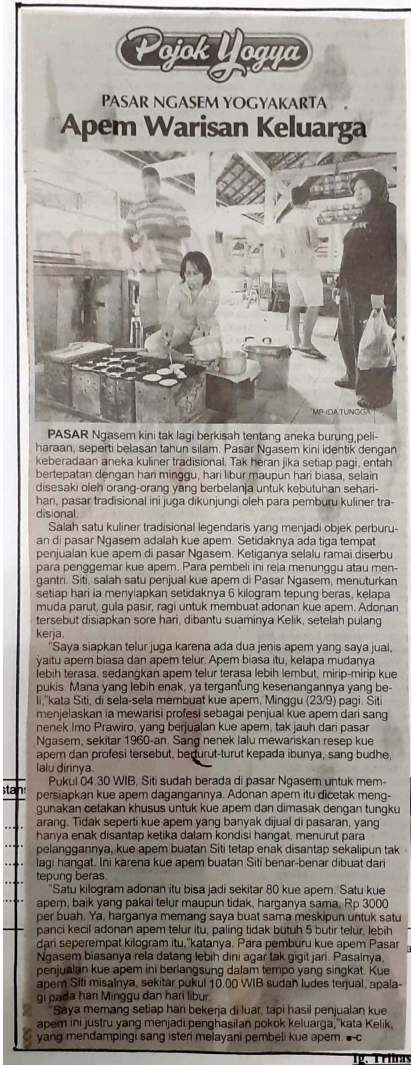 Pojok Yogya
PASAR NGASEM YOGYAKARTA
Apem Warisan Keluarga
MP-IDA TUNGGA
PASAR Ngasem kini tak lagi berkisah tentang aneka burung peli-
haraan, seperti belasan tahun silam. Pasar Ngasem kini identik dengan
keberadaan aneka kuliner tradisional. Tak heran jika setiap pagi, entah
bertepatan dengan hari minggu, hari libur maupun hari biasa, selain
disesaki oleh orang-orang yang berbelanja untuk kebutuhan sehari-
hari, pasar tradisional ini juga dikunjungi oleh para pemburu kuliner tra-
disional.
Salah satu kuliner tradisional legendaris yang menjadi objek perburu-
an di pasar Ngasem adalah kue apem. Setidaknya ada tiga tempat
penjualan kue apem di pasar Ngasem. Ketiganya selalu ramai diserbu
para penggemar kue apem. Para pembeli ini rela menunggu atau men-
gantri. Siti, salah satu penjual kue apem di Pasar Ngasem, menuturkan
setiap hari ia menyiapkan setidaknya 6 kilogram tepung beras, kelapa
muda parut, gula pasir, ragi untuk membuat adonan kue apem. Adonan
tersebut disiapkan sore hari, dibantu suaminya Kelik, setelah pulang
kerja.
"Saya siapkan telur juga karena ada dua jenis apem yang saya jual,
yaitu apem biasa dan apem telur. Apem biasa itu, kelapa mudanya
lebih terasa, sedangkan apem telur terasa lebih lembut, mirip-mirip kue
pukis. Mana yang lebih enak, ya tergantung kesenangannya yang be-
li,"kata Siti, di sela-sela membuat kue apem, Minggu (23/9) pagi. Siti
menjelaskan ia mewarisi profesi sebagai penjual kue apem dari sang
nenek Imo Prawiro, yang berjualan kue apem, tak jauh dari pasar
Ngasem, sekitar 1960-an. Sang nenek lalu mewariskan resep kue
apem dan profesi tersebut, berturut-turut kepada ibunya, sang budhe,
lalu dirinya.
Pukul 04.30 WIB, Siti sudah berada di pasar Ngasem untuk mem-
persiapkan kue apem dagangannya. Adonan apem itu dicetak meng-
gunakan cetakan khusus untuk kue apem dan dimasak dengan tungku
arang. Tidak seperti kue apem yang banyak dijual di pasaran, yang
hanya enak disantap ketika dalam kondisi hangat, menurut para
pelanggannya, kue apem buatan Siti tetap enak disantap sekalipun tak
lagi hangat. Ini karena kue apem buatan Siti benar-benar dibuat dari
tepung beras.
"Satu kilogram adonan itu bisa jadi sekitar 80 kue apem. Satu kue
apem, baik yang pakai telur maupun tidak, harganya sama, Rp 3000
per buah. Ya, harganya memang saya buat sama meskipun untuk satu
panci kecil adonan apem telur itu, paling tidak butuh 5 butir telur, lebih
dari seperempat kilogram itu,"katanya. Para pemburu kue apem Pasar
Ngasem biasanya rela datang lebih dini agar tak gigit jari. Pasalnya,
penjualan kue apem ini berlangsung dalam tempo yang singkat. Kue
apem Siti misalnya, sekitar pukul 10.00 WIB sudah ludes terjual, apala-
gi pada hari Minggu dan hari libur.
"Saya memang setiap hari bekerja di luar, tapi hasil penjualan kue
apem ini justru yang menjadi penghasilan pokok keluarga,"kata Kelik,
yang mendampingi sang isteri melayani pembeli kue apem. ■-C